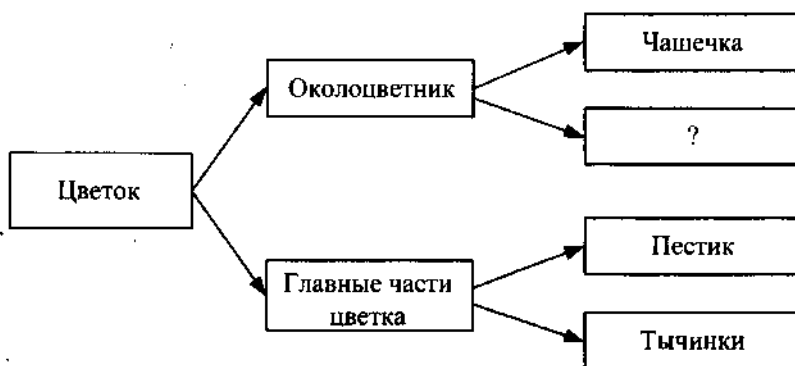 Чашечка
Околоцветник
?
Цветок
Пестик
Главные части
цветка
Тычинки